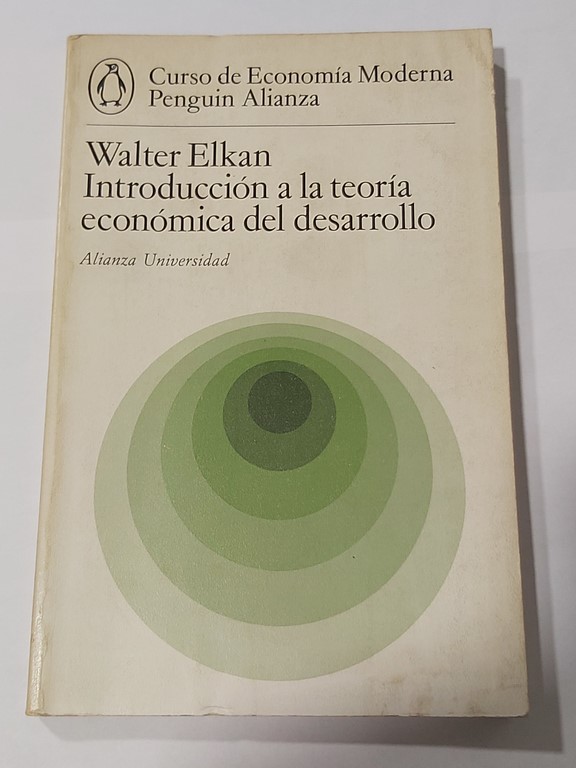 Curso de Economía Moderna
Penguin Alianza
Walter Elkan
Introducción a la teoría
económica del desarrollo
Alianza Universidad